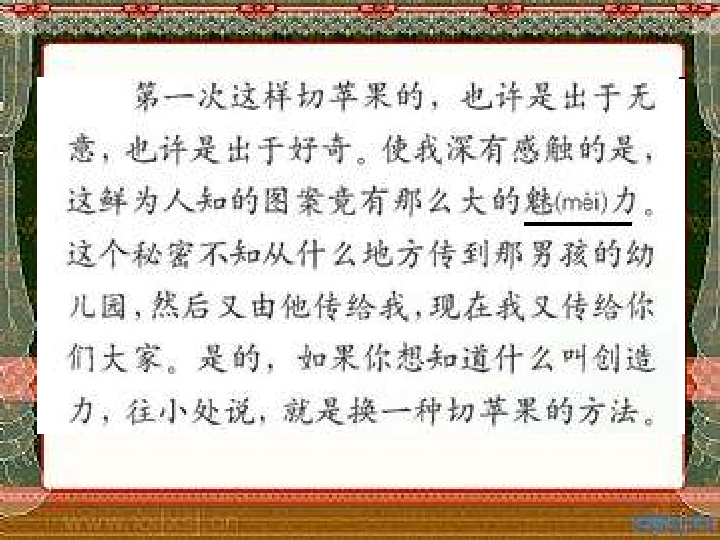 第一次这样切苹果的，也许是出于无
意，也许是出于好奇。使我深有感触的是，
这鲜为人知的图案竟有那么大的魅(mèi)力。
这个秘密不知从什么地方传到那男孩的幼
儿园，然后又由他传给我，现在我又传给你
们大家。是的，如果你想知道什么叫创造
力，往小处说，就是换一种切苹果的方法。